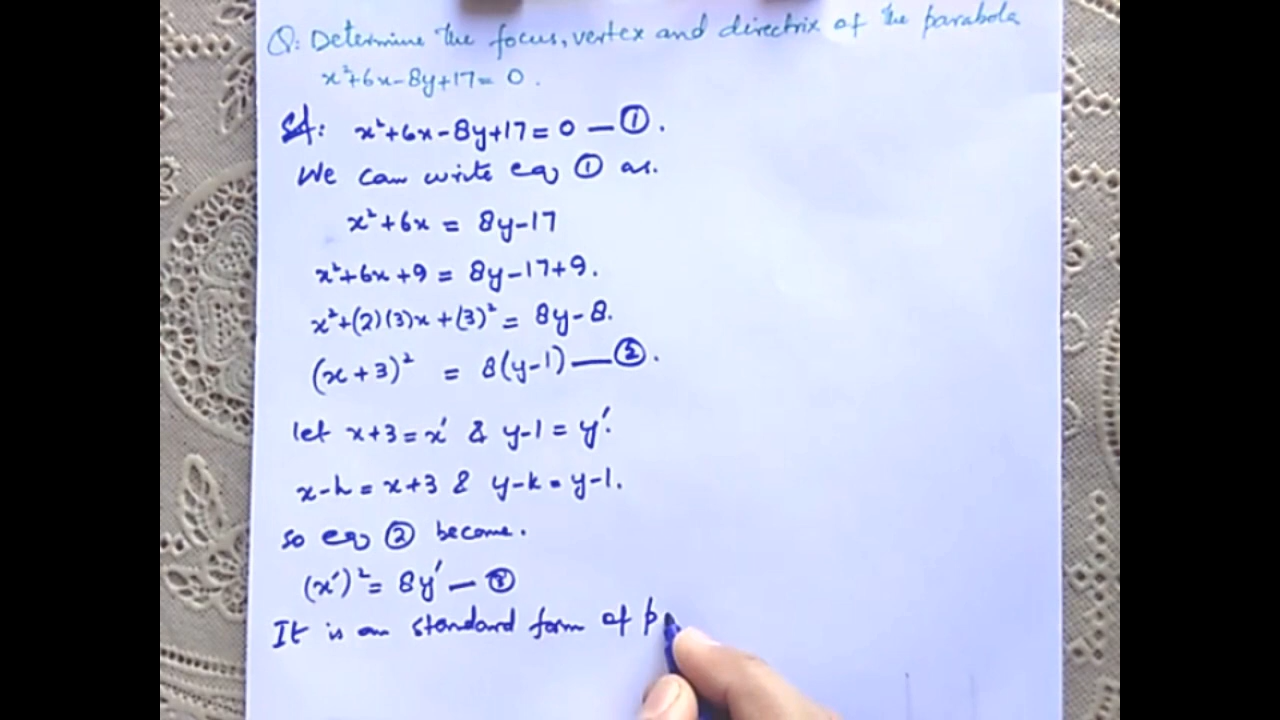 Q: Determine the focus, vertex and directrix of the parabola
x²+6x-8y+17= 0.
Sol: x²+6x-8y+17=0 — ①.
We can write eq ① as.
x²+6x = 8y-17
x²+6x+9 = 8y-17+9.
x²+(2)(3)x+(3)² = 8y-8.
(x+3)² = 8(y-1) — ②.
let x+3=x' & y-1=y'.
x-h=x+3 & y-k=y-1.
so eq ② become.
(x')²=8y' — ③
It is an standard form of p